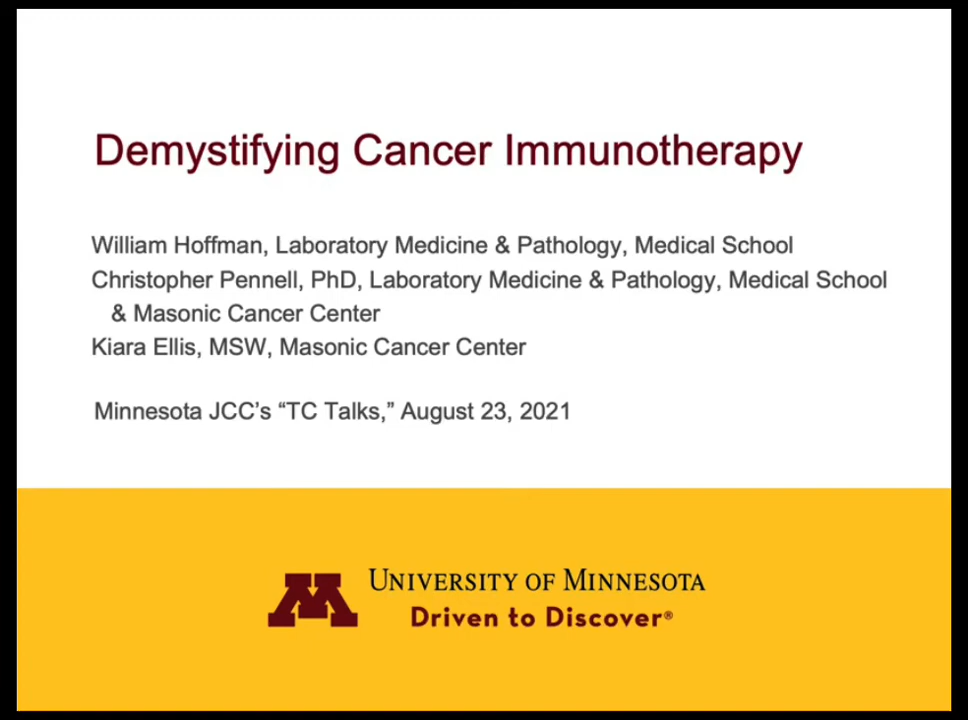 Demystifying Cancer Immunotherapy
William Hoffman, Laboratory Medicine & Pathology, Medical School
Christopher Pennell, PhD, Laboratory Medicine & Pathology, Medical School
& Masonic Cancer Center
Kiara Ellis, MSW, Masonic Cancer Center
Minnesota JCC's “TC Talks,” August 23, 2021
M
UNIVERSITY OF MINNESOTA
Driven to Discover®